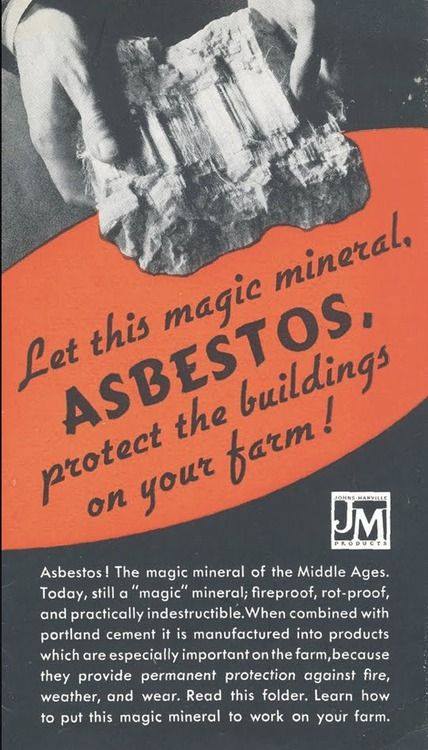 Let this magic mineral,
ASBESTOS,
protect the buildings
on your farm!
JOHNS-MANVILLE
JM
PRODUCTS
Asbestos! The magic mineral of the Middle Ages.
Today, still a "magic" mineral; fireproof, rot-proof,
and practically indestructible. When combined with
portland cement it is manufactured into products
which are especially important on the farm, because
they provide permanent protection against fire,
weather, and wear. Read this folder. Learn how
to put this magic mineral to work on your farm.